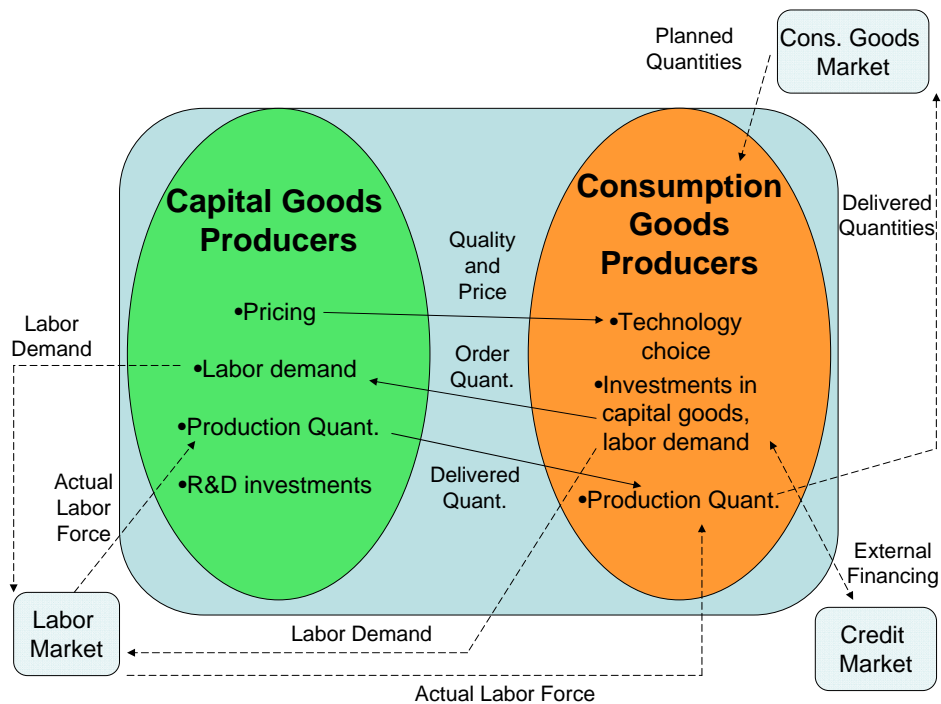 Planned
Quantities
Cons. Goods
Market
Capital Goods
Producers
Consumption
Goods
Producers
Delivered
Quantities
Quality
and
Price
•Pricing
•Technology
choice
Labor
Demand
•Labor demand
Order
Quant.
•Investments in
capital goods,
labor demand
•Production Quant.
•R&D investments
Delivered
Quant.
•Production Quant.
Actual
Labor
Force
External
Financing
Labor
Market
Labor Demand
Credit
Market
Actual Labor Force